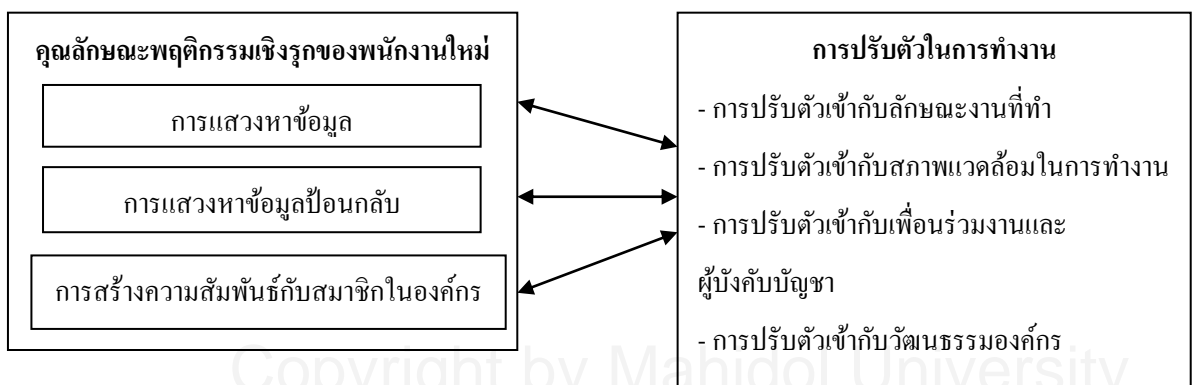 คุณลักษณะพฤติกรรมเชิงรุกของพนักงานใหม่
การแสวงหาข้อมูล
การแสวงหาข้อมูลป้อนกลับ
การสร้างความสัมพันธ์กับสมาชิกในองค์กร
การปรับตัวในการทำงาน
- การปรับตัวเข้ากับลักษณะงานที่ทำ
- การปรับตัวเข้ากับสภาพแวดล้อมในการทำงาน
- การปรับตัวเข้ากับเพื่อนร่วมงานและ
ผู้บังคับบัญชา
- การปรับตัวเข้ากับวัฒนธรรมองค์กร
Copyright by Mahidol University